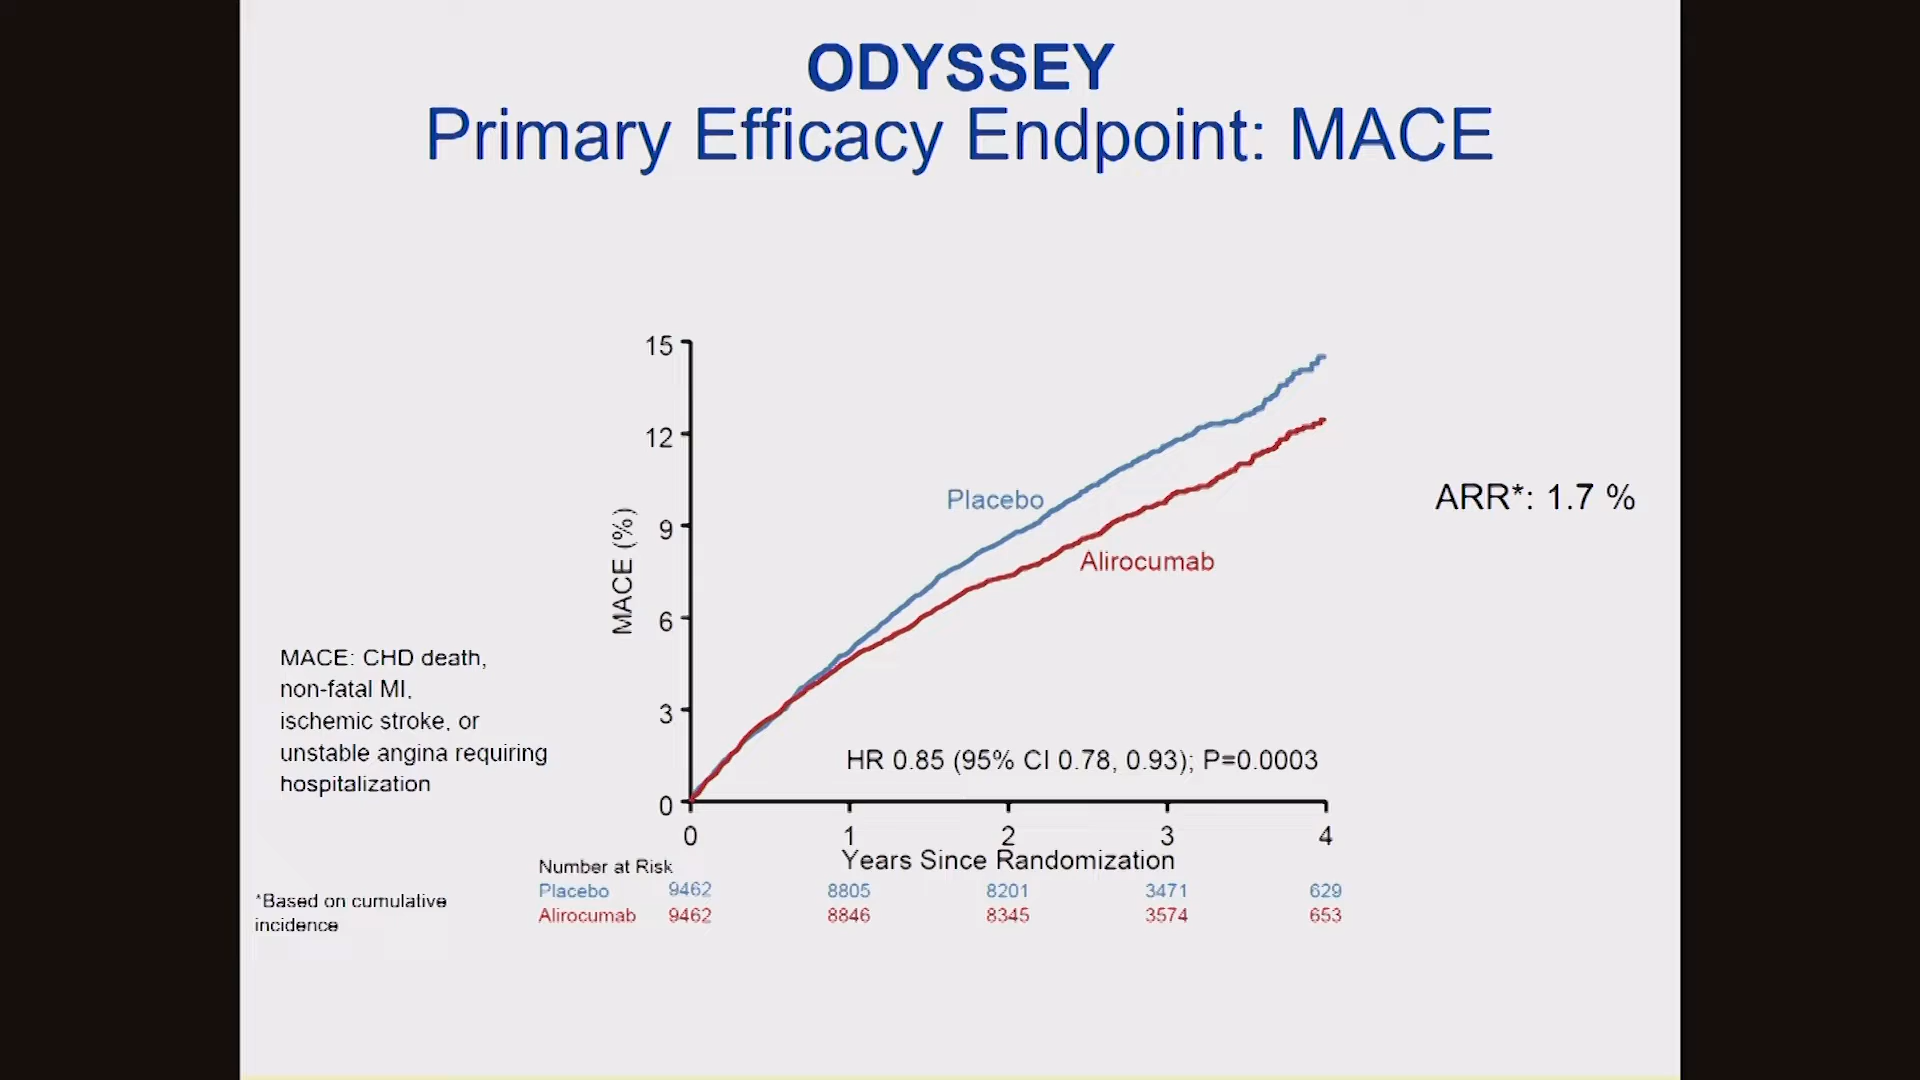 ODYSSEY
Primary Efficacy Endpoint: MACE
15
12
9
6
3
0
MACE (%)
Placebo
Alirocumab
ARR*: 1.7 %
MACE: CHD death,
non-fatal MI,
ischemic stroke, or
unstable angina requiring
hospitalization
HR 0.85 (95% CI 0.78, 0.93); P=0.0003
0 1 2 3 4
Years Since Randomization
Number at Risk
Placebo 9462 8805 8201 3471 629
Alirocumab 9462 8846 8345 3574 653
*Based on cumulative
incidence